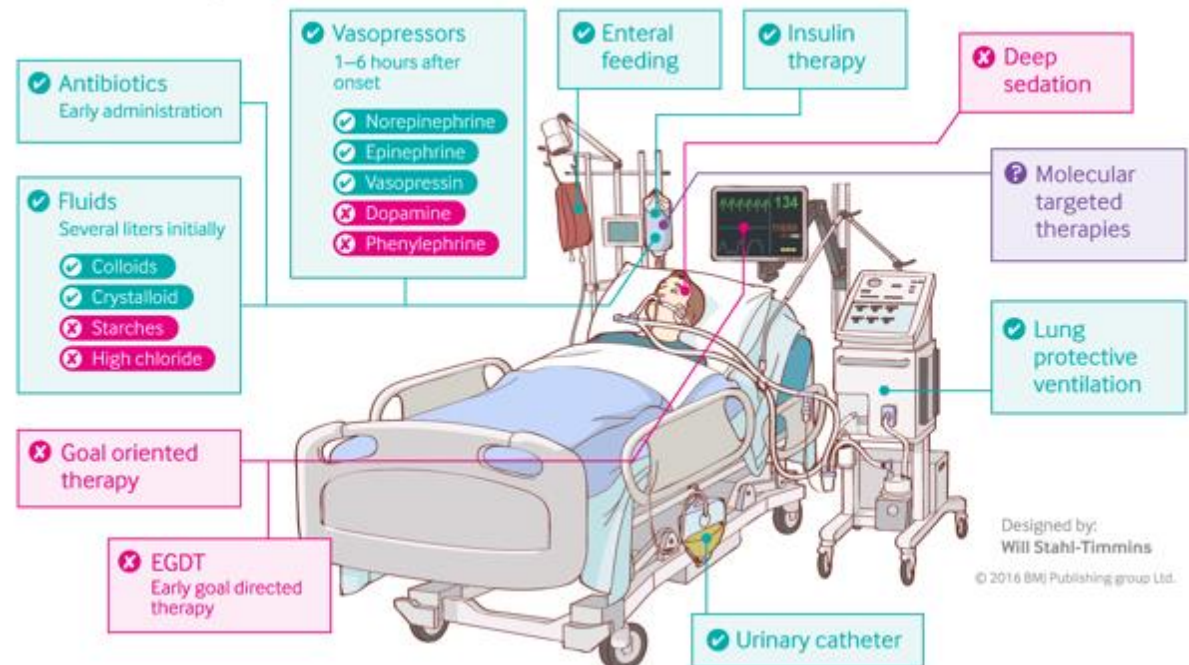 Antibiotics
Early administration
Fluids
Several liters initially
Colloids
Crystalloid
Starches
High chloride
Goal oriented
therapy
EGDT
Early goal directed
therapy
Vasopressors
1–6 hours after
onset
Norepinephrine
Epinephrine
Vasopressin
Dopamine
Phenylephrine
Enteral
feeding
Insulin
therapy
Deep
sedation
Molecular
targeted
therapies
134
Lung
protective
ventilation
Urinary catheter
Designed by:
Will Stahl-Timmins
© 2016 BMJ Publishing group Ltd.